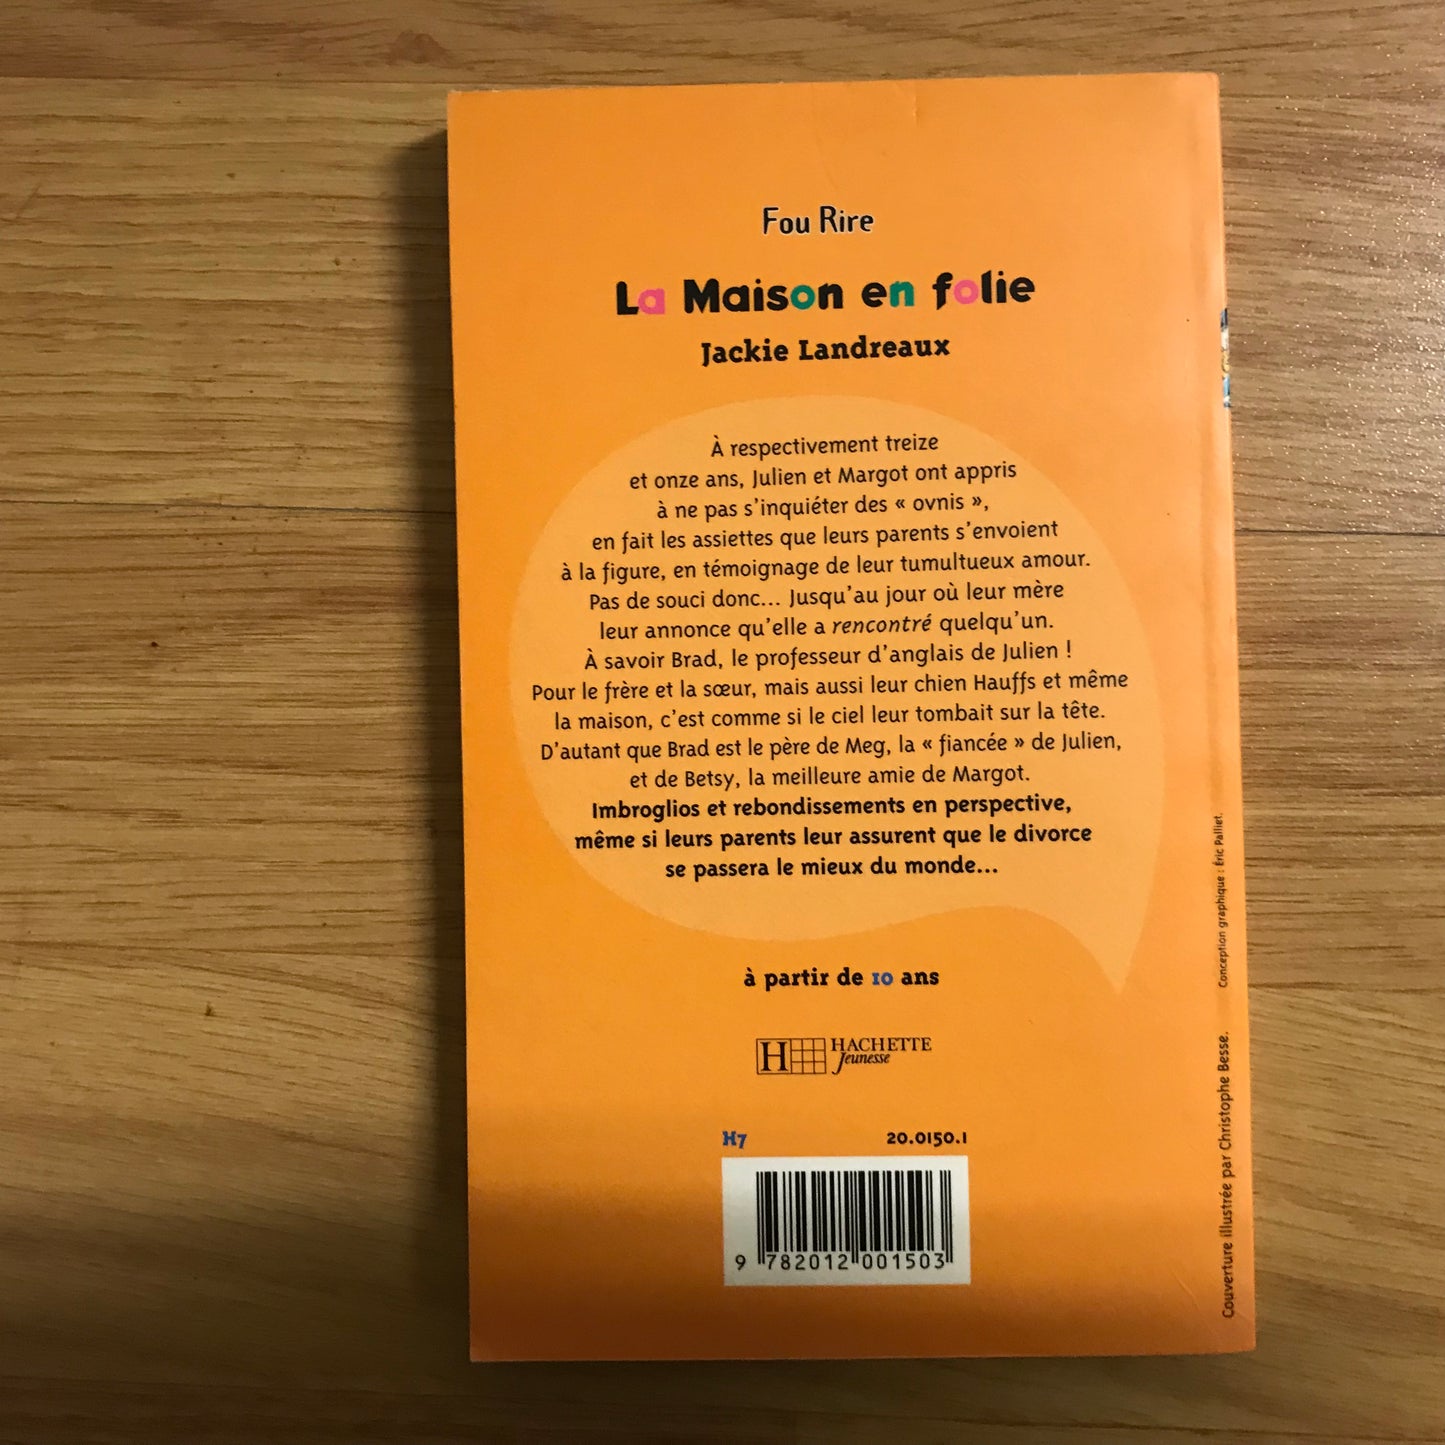 Fou Rire
La Maison en folie
Jackie Landreaux
À respectivement treize
et onze ans, Julien et Margot ont appris
à ne pas s'inquiéter des « ovnis »,
en fait les assiettes que leurs parents s'envoient
à la figure, en témoignage de leur tumultueux amour.
Pas de souci donc... Jusqu'au jour où leur mère
leur annonce qu'elle a rencontré quelqu'un.
À savoir Brad, le professeur d'anglais de Julien !
Pour le frère et la sœur, mais aussi leur chien Hauffs et même
la maison, c'est comme si le ciel leur tombait sur la tête.
D'autant que Brad est le père de Meg, la « fiancée » de Julien,
et de Betsy, la meilleure amie de Margot.
Imbroglios et rebondissements en perspective,
même si leurs parents leur assurent que le divorce
se passera le mieux du monde...
à partir de 10 ans
H HACHETTE
Jeunesse
H7 20.0150.1
9 782012 001503
Couverture illustrée par Christophe Besse.
Conception graphique : Éric Palliet.